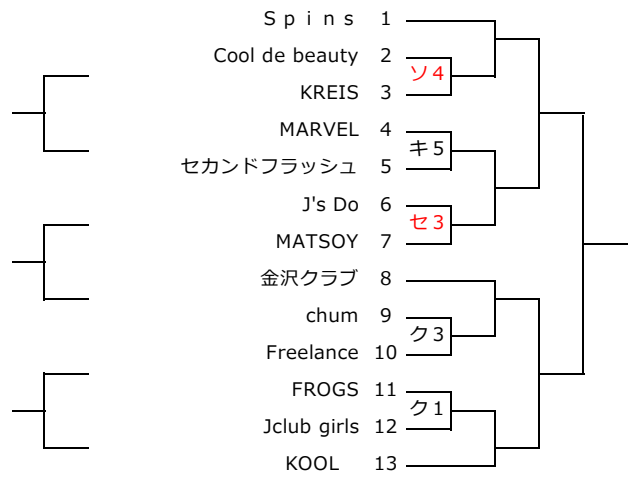 Ｓｐｉｎｓ 1
Cool de beauty 2
ソ4
KREIS 3
MARVEL 4
キ5
セカンドフラッシュ 5
J's Do 6
セ3
MATSOY 7
金沢クラブ 8
chum 9
ク3
Freelance 10
FROGS 11
ク1
Jclub girls 12
KOOL 13